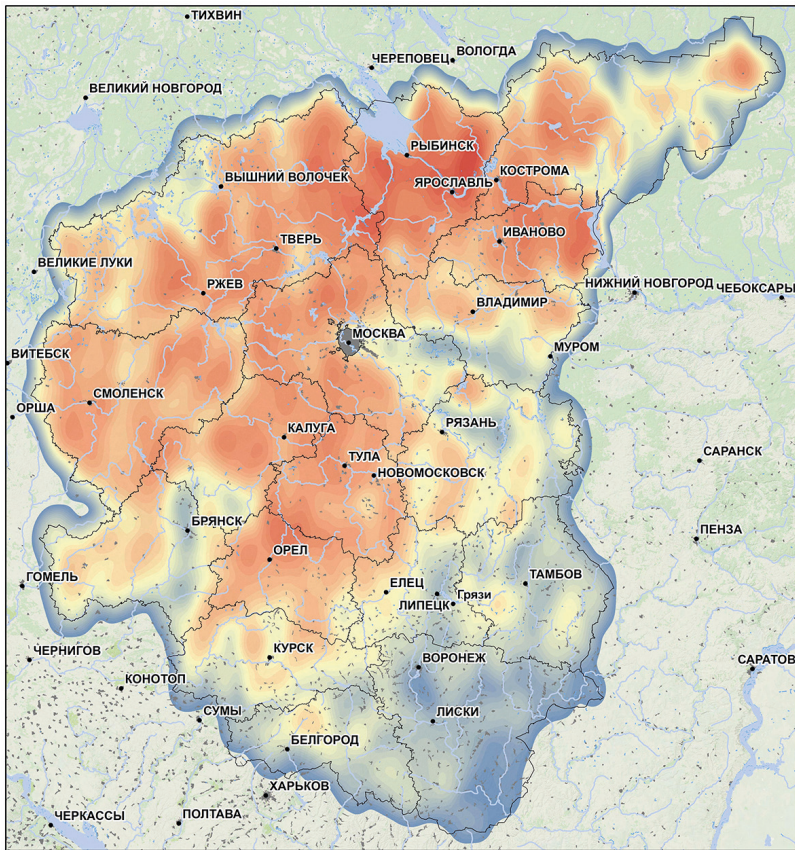 ТИХВИН
ЧЕРЕПОВЕЦ
ВОЛОГДА
ВЕЛИКИЙ НОВГОРОД
РЫБИНСК
ВЫШНИЙ ВОЛОЧЕК
КОСТРОМА
ЯРОСЛАВЛЬ
ТВЕРЬ
ИВАНОВО
ВЕЛИКИЕ ЛУКИ
РЖЕВ
НИЖНИЙ НОВГОРОД
ЧЕБОКСАРЫ
ВЛАДИМИР
МОСКВА
ВИТЕБСК
МУРОМ
СМОЛЕНСК
ОРША
КАЛУГА
РЯЗАНЬ
ТУЛА
САРАНСК
НОВОМОСКОВСК
БРЯНСК
ПЕНЗА
ОРЕЛ
ГОМЕЛЬ
ЕЛЕЦ
ТАМБОВ
ЛИПЕЦК
Грязи
ЧЕРНИГОВ
КУРСК
ВОРОНЕЖ
САРАТОВ
КОНОТОП
СУМЫ
ЛИСКИ
БЕЛГОРОД
ХАРЬКОВ
ЧЕРКАССЫ
ПОЛТАВА